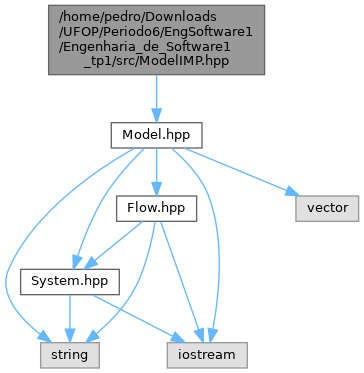 /home/pedro/Downloads
/UFOP/Periodo6/EngSoftware1
/Engenharia_de_Software1
_tp1/src/ModelIMP.hpp
Model.hpp
Flow.hpp
vector
System.hpp
string
iostream